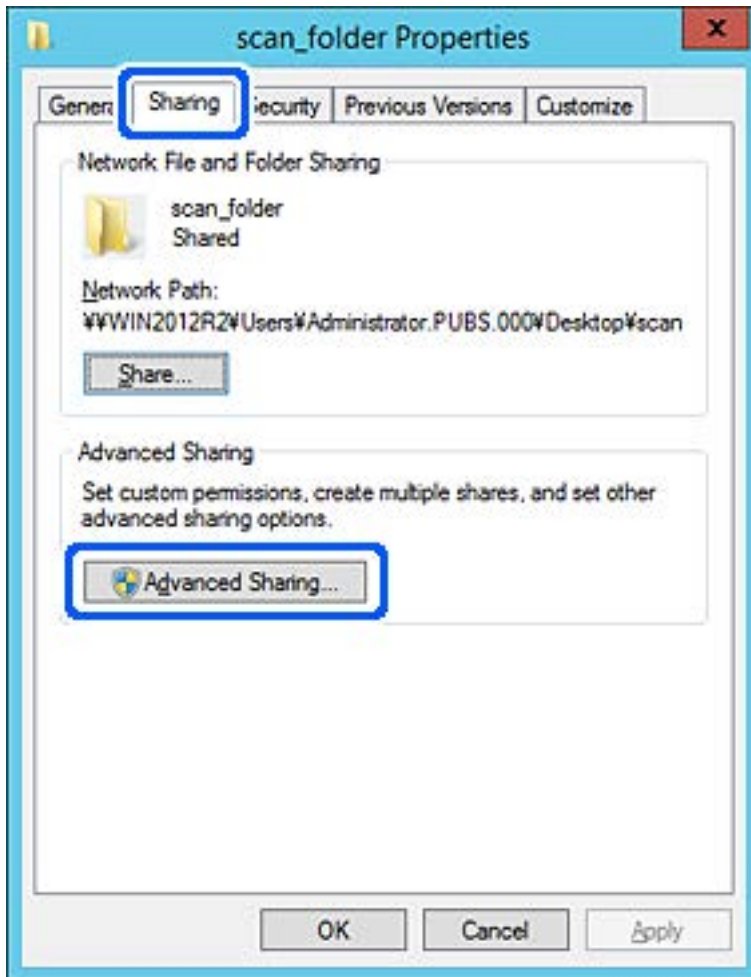 scan_folder Properties
x
General Sharing Security Previous Versions Customize
Network File and Folder Sharing
scan_folder
Shared
Network Path:
¥¥WIN2012R2¥Users¥Administrator.PUBS.000¥Desktop¥scan
Share...
Advanced Sharing
Set custom permissions, create multiple shares, and set other
advanced sharing options.
Advanced Sharing...
OK Cancel Apply